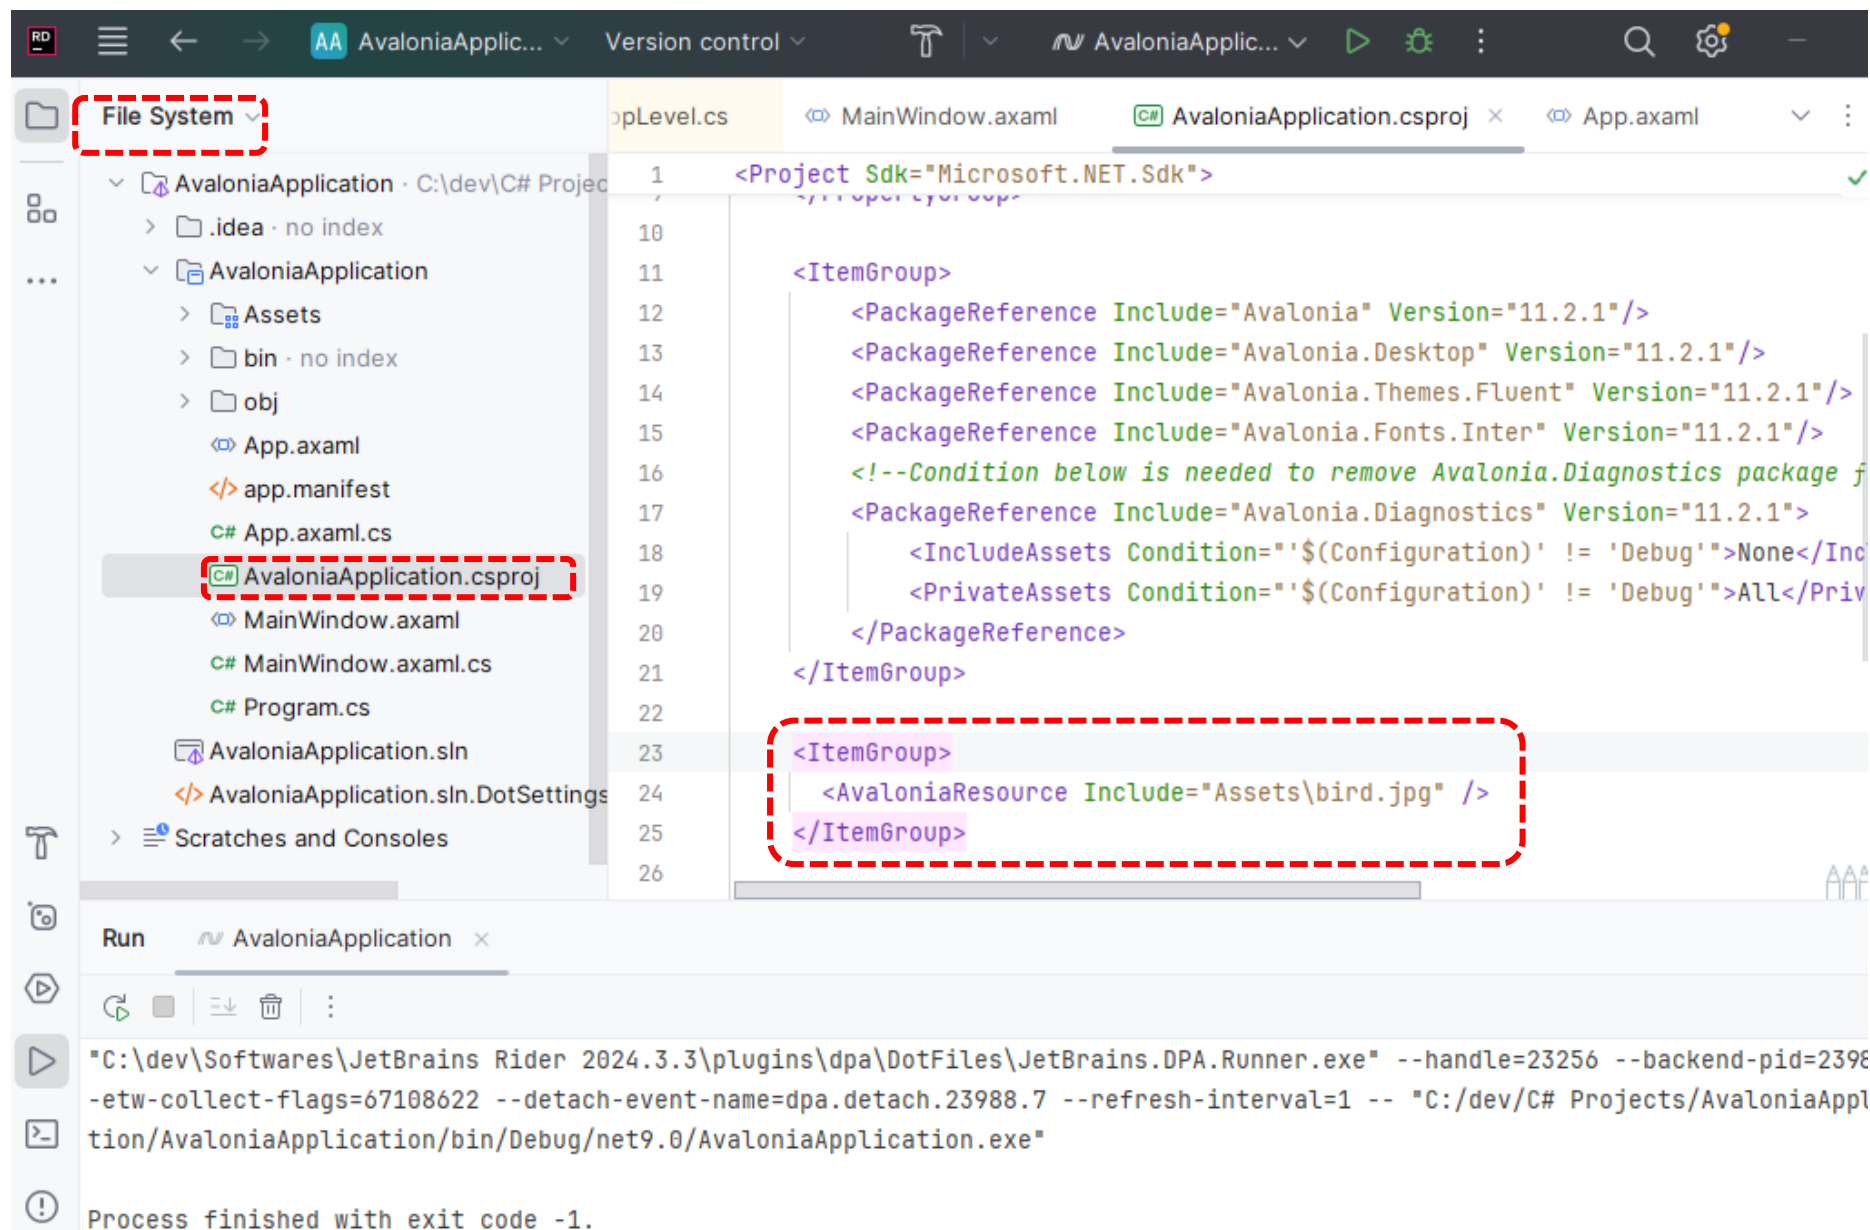 RD
AA AvaloniaApplic...
Version control
AvaloniaApplic...
File System
AvaloniaApplication · C:\dev\C# Projec
.idea · no index
AvaloniaApplication
Assets
bin · no index
obj
App.axaml
</> app.manifest
C# App.axaml.cs
C# AvaloniaApplication.csproj
MainWindow.axaml
C# MainWindow.axaml.cs
C# Program.cs
AvaloniaApplication.sln
</> AvaloniaApplication.sln.DotSettings
Scratches and Consoles
pLevel.cs
MainWindow.axaml
C# AvaloniaApplication.csproj
App.axaml
1 <Project Sdk="Microsoft.NET.Sdk">
</PropertyGroup>
10
11 <ItemGroup>
12 <PackageReference Include="Avalonia" Version="11.2.1"/>
13 <PackageReference Include="Avalonia.Desktop" Version="11.2.1"/>
14 <PackageReference Include="Avalonia.Themes.Fluent" Version="11.2.1"/>
15 <PackageReference Include="Avalonia.Fonts.Inter" Version="11.2.1"/>
16 <!--Condition below is needed to remove Avalonia.Diagnostics package f
17 <PackageReference Include="Avalonia.Diagnostics" Version="11.2.1">
18 <IncludeAssets Condition="'$(Configuration)' != 'Debug'">None</Inc
19 <PrivateAssets Condition="'$(Configuration)' != 'Debug'">All</Priv
20 </PackageReference>
21 </ItemGroup>
22
23 <ItemGroup>
24 <AvaloniaResource Include="Assets\bird.jpg" />
25 </ItemGroup>
26
Run
AvaloniaApplication
"C:\dev\Softwares\JetBrains Rider 2024.3.3\plugins\dpa\DotFiles\JetBrains.DPA.Runner.exe" --handle=23256 --backend-pid=2398
-etw-collect-flags=67108622 --detach-event-name=dpa.detach.23988.7 --refresh-interval=1 -- "C:/dev/C# Projects/AvaloniaAppl
tion/AvaloniaApplication/bin/Debug/net9.0/AvaloniaApplication.exe"
Process finished with exit code -1.